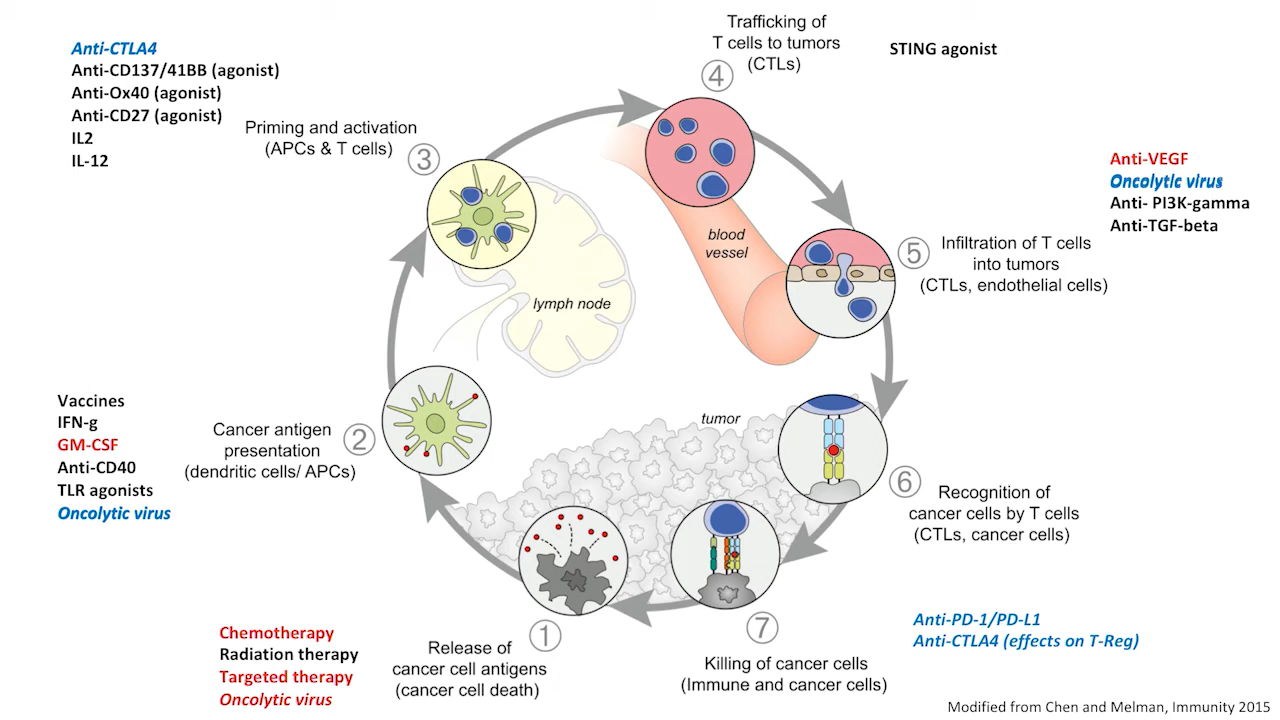 Anti-CTLA4
Anti-CD137/41BB (agonist)
Anti-Ox40 (agonist)
Anti-CD27 (agonist)
IL2
IL-12
Priming and activation
(APCs & T cells)
3
Trafficking of
T cells to tumors
(CTLs)
4
STING agonist
Anti-VEGF
Oncolytic virus
Anti- PI3K-gamma
Anti-TGF-beta
5
Infiltration of T cells
into tumors
(CTLs, endothelial cells)
blood
vessel
lymph node
Vaccines
IFN-g
GM-CSF
Anti-CD40
TLR agonists
Oncolytic virus
Cancer antigen
presentation
(dendritic cells/ APCs)
2
tumor
6
Recognition of
cancer cells by T cells
(CTLs, cancer cells)
Anti-PD-1/PD-L1
Anti-CTLA4 (effects on T-Reg)
7
Killing of cancer cells
(Immune and cancer cells)
1
Release of
cancer cell antigens
(cancer cell death)
Chemotherapy
Radiation therapy
Targeted therapy
Oncolytic virus
Modified from Chen and Melman, Immunity 2015